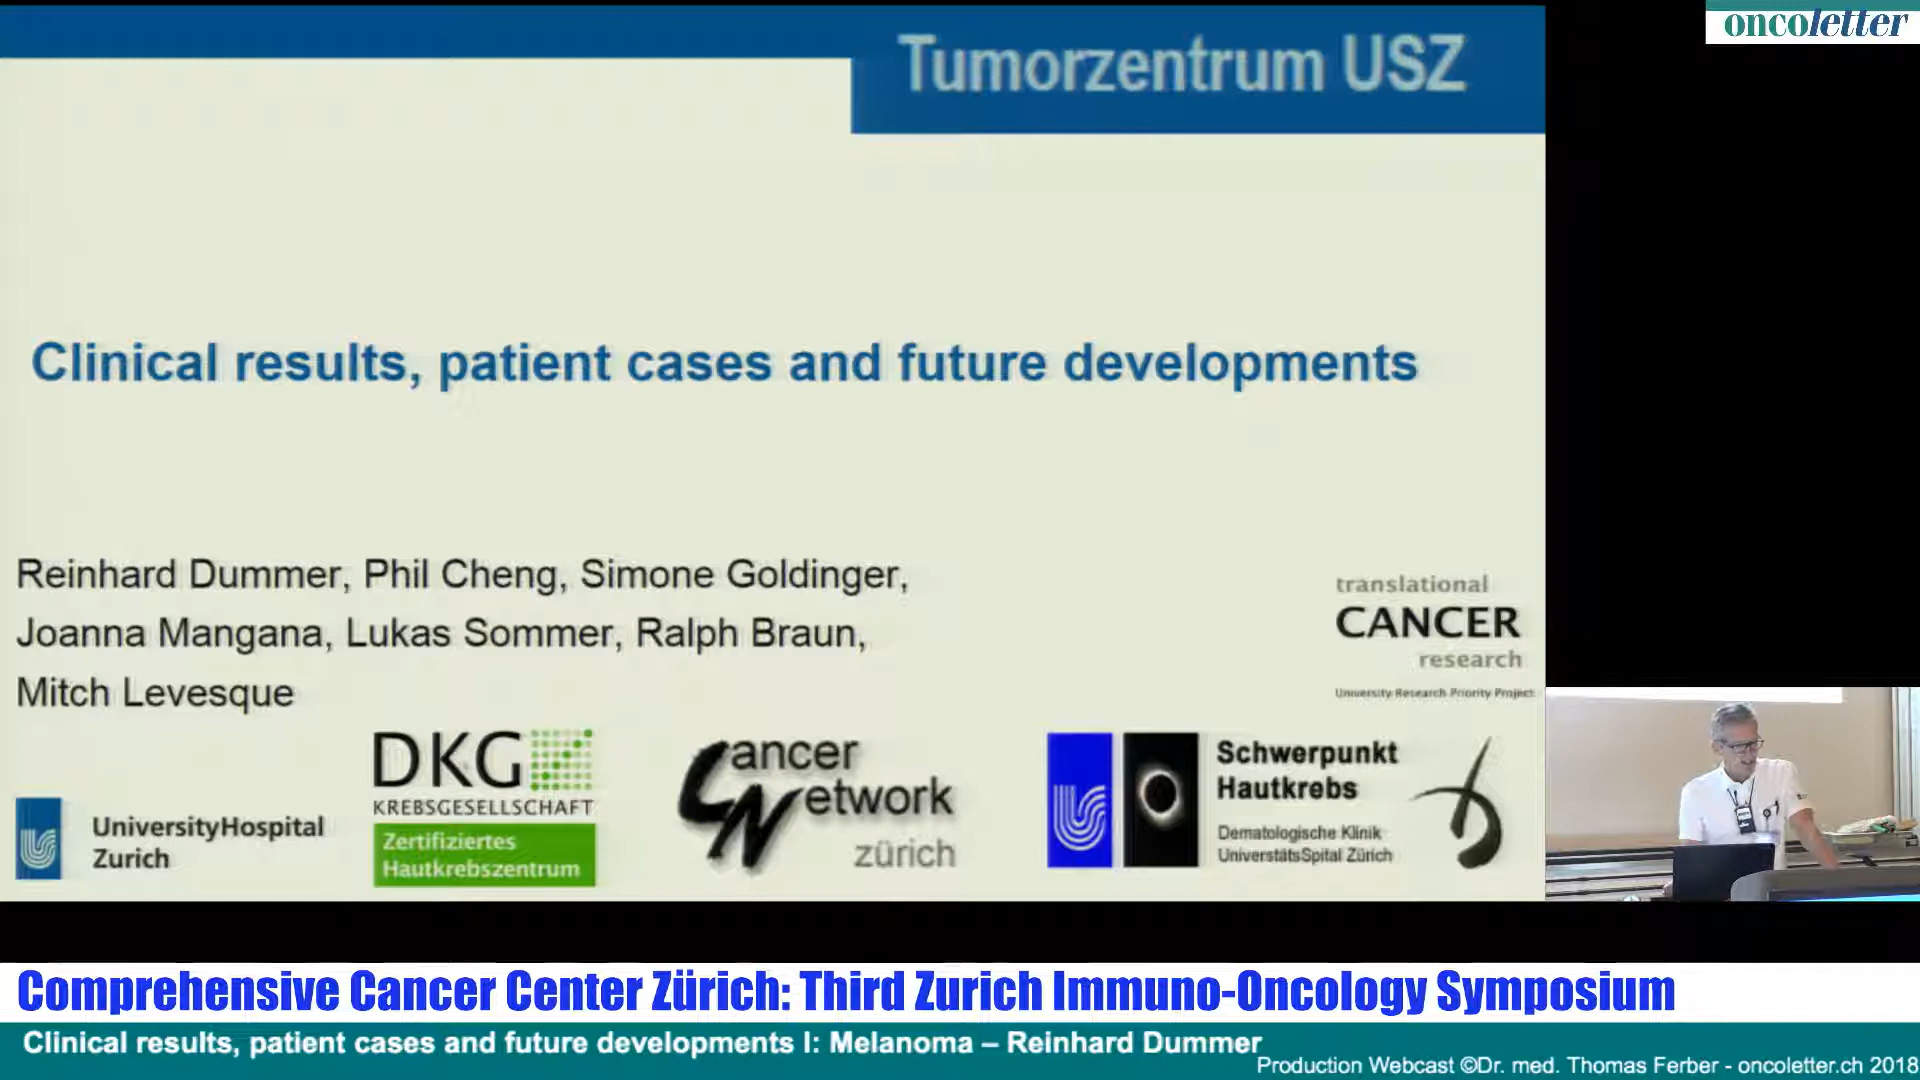 oncoletter
Tumorzentrum USZ
Clinical results, patient cases and future developments
Reinhard Dummer, Phil Cheng, Simone Goldinger,
Joanna Mangana, Lukas Sommer, Ralph Braun,
Mitch Levesque
translational
CANCER
research
University Research Priority Project
UniversityHospital
Zurich
DKG
KREBSGESELLSCHAFT
Zertifiziertes
Hautkrebszentrum
Cancer
Network
zürich
Schwerpunkt
Hautkrebs
Dematologische Klinik
UniverstätsSpital Zürich
Comprehensive Cancer Center Zürich: Third Zurich Immuno-Oncology Symposium
Clinical results, patient cases and future developments I: Melanoma – Reinhard Dummer
Production Webcast ©Dr. med. Thomas Ferber - oncoletter.ch 2018